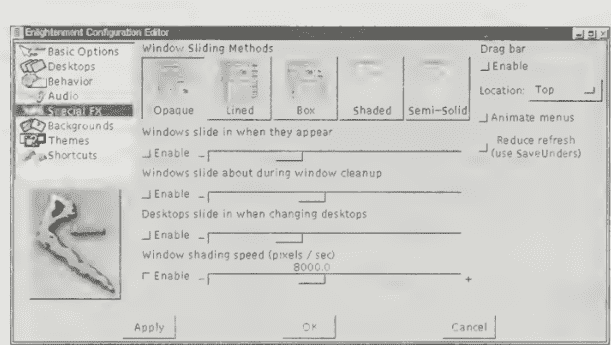 Enlightenment Configuration Editor
Basic Options
Desktops
Behavior
Audio
Special FX
Backgrounds
Themes
Shortcuts
Window Sliding Methods
Opaque
Lined
Box
Shaded
Semi-Solid
Windows slide in when they appear
Enable
Windows slide about during window cleanup
Enable
Desktops slide in when changing desktops
Enable
Window shading speed (pixels / sec)
8000.0
Enable
Drag bar
Enable
Location: Top
Animate menus
Reduce refresh
(use SaveUnders)
Apply
OK
Cancel